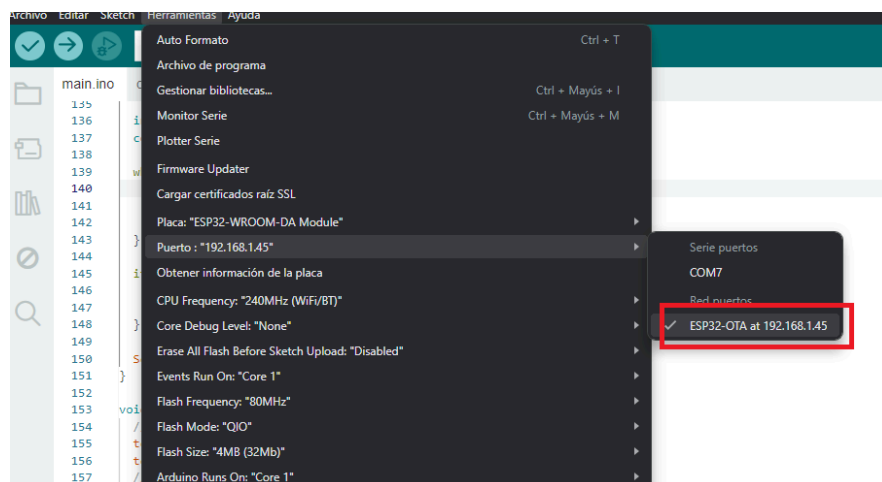 Archivo Editar Sketch Herramientas Ayuda
Auto Formato Ctrl + T
Archivo de programa
main.ino
Gestionar bibliotecas... Ctrl + Mayús + I
135
136 i
Monitor Serie Ctrl + Mayús + M
137 c
Plotter Serie
138
139 w
Firmware Updater
140
Cargar certificados raíz SSL
141
142
Placa: "ESP32-WROOM-DA Module"
143 }
Puerto : "192.168.1.45"
Serie puertos
144
145 i
Obtener información de la placa
COM7
146
147
CPU Frequency: "240MHz (WiFi/BT)"
Red puertos
148 }
Core Debug Level: "None"
ESP32-OTA at 192.168.1.45
149
150 S
Erase All Flash Before Sketch Upload: "Disabled"
151 }
Events Run On: "Core 1"
152
153 voi
Flash Frequency: "80MHz"
154 /
Flash Mode: "QIO"
155 t
156 t
Flash Size: "4MB (32Mb)"
157 /
Arduino Runs On: "Core 1"